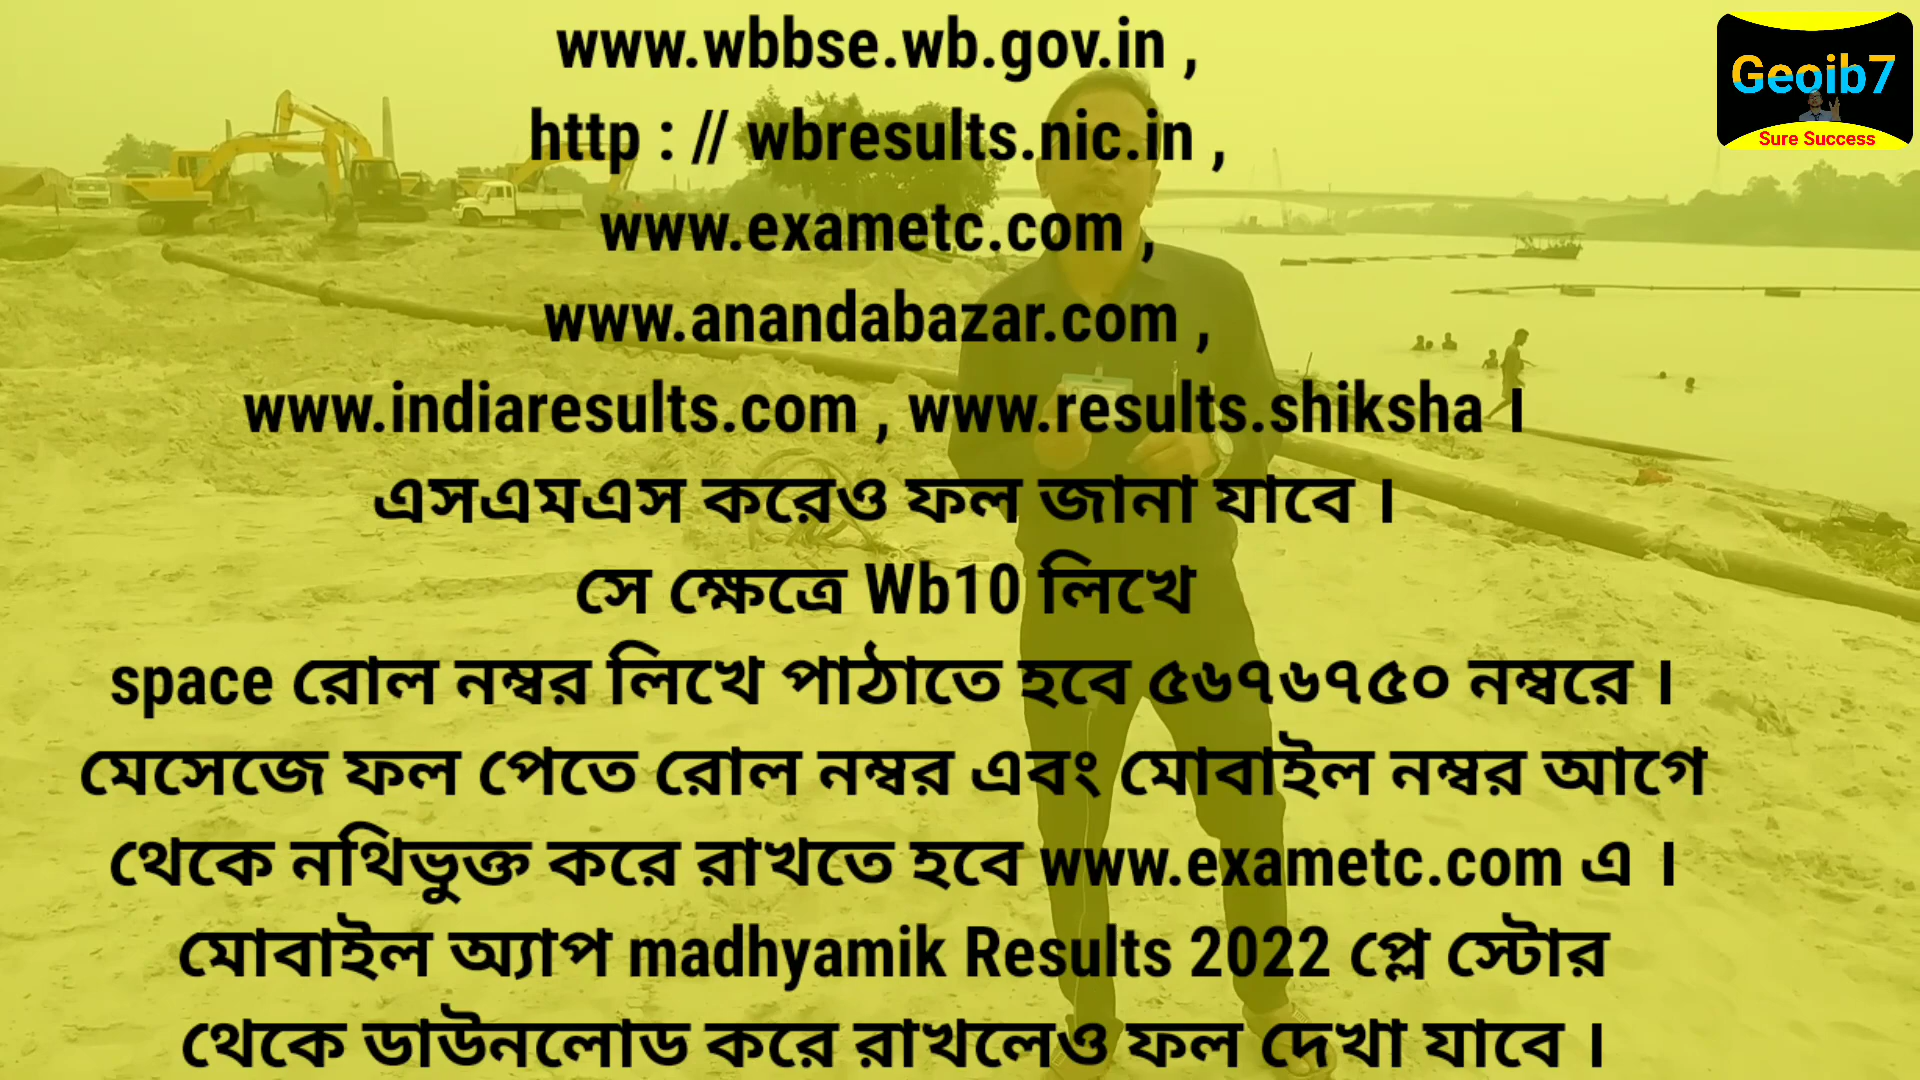 www.wbbse.wb.gov.in ,
http : // wbresults.nic.in ,
www.exametc.com ,
www.anandabazar.com ,
www.indiaresults.com , www.results.shiksha ।
এসএমএস করেও ফল জানা যাবে ।
সে ক্ষেত্রে Wb10 লিখে
space রোল নম্বর লিখে পাঠাতে হবে ৫৬৭৬৭৫০ নম্বরে ।
মেসেজে ফল পেতে রোল নম্বর এবং মোবাইল নম্বর আগে
থেকে নথিভুক্ত করে রাখতে হবে www.exametc.com এ ।
মোবাইল অ্যাপ madhyamik Results 2022 প্লে স্টোর
থেকে ডাউনলোড করে রাখলেও ফল দেখা যাবে ।
Geoib7
Sure Success